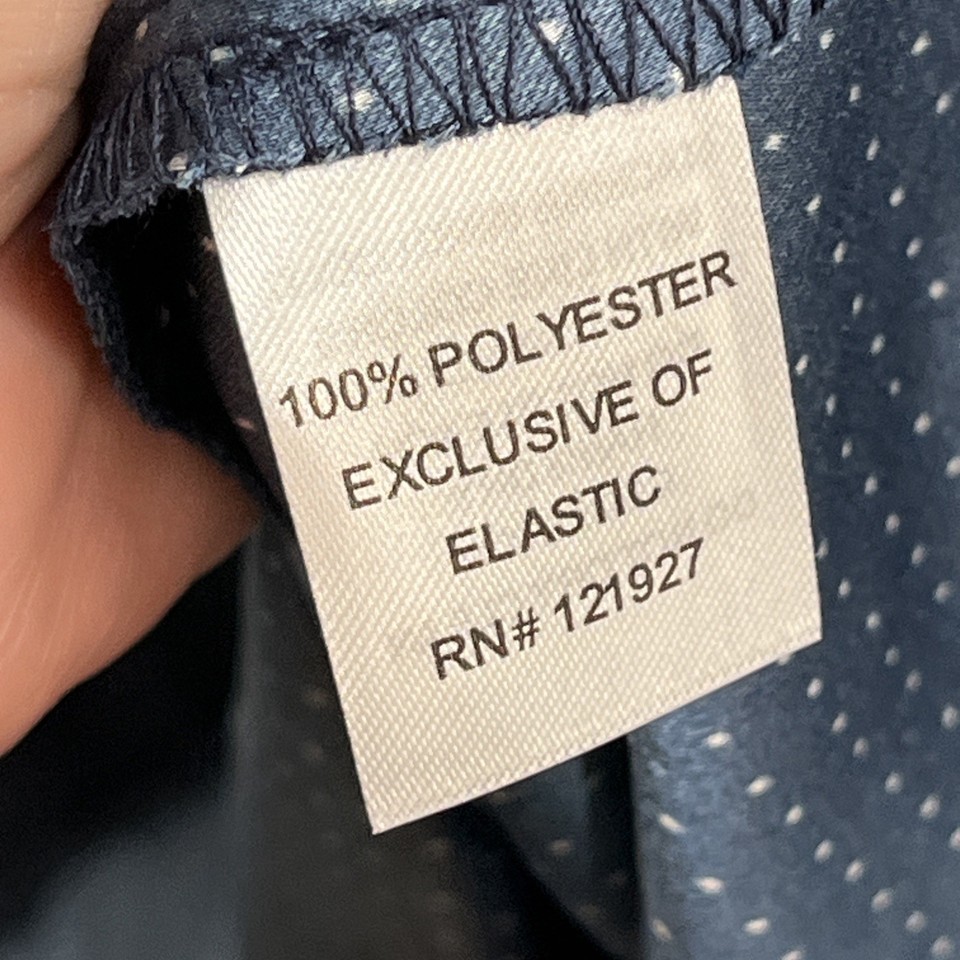 100% POLYESTER
EXCLUSIVE OF
ELASTIC
RN# 121927